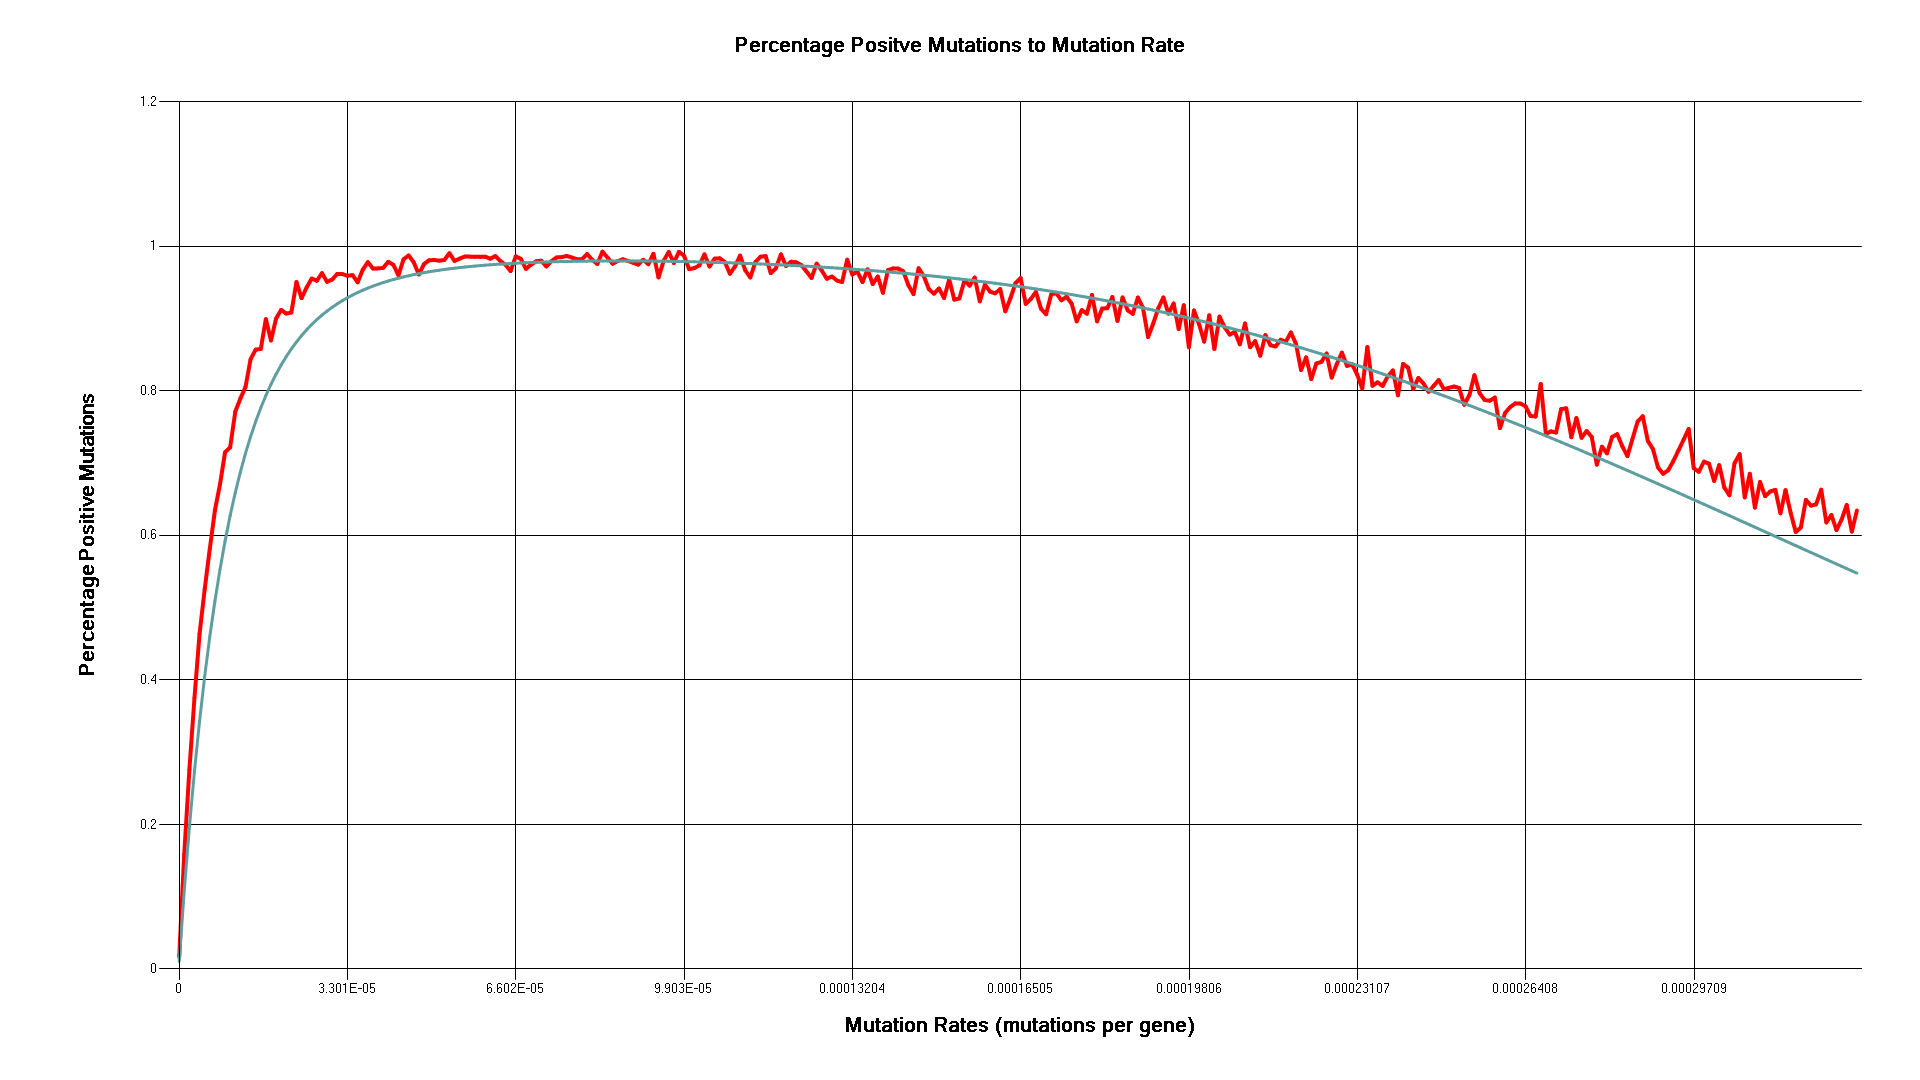 Percentage Positve Mutations to Mutation Rate
1.2
1
0.8
0.6
0.4
0.2
0
Percentage Positive Mutations
0 3.301E-05 6.602E-05 9.903E-05 0.00013204 0.00016505 0.00019806 0.00023107 0.00026408 0.00029709
Mutation Rates (mutations per gene)